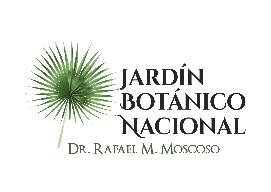 JARDÍN
BOTÁNICO
NACIONAL
DR. RAFAEL M. MOSCOSO